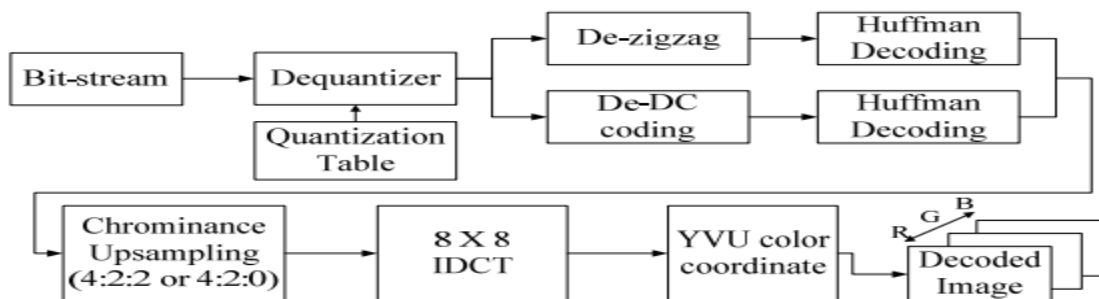 De-zigzag
Huffman
Decoding
Bit-stream
Dequantizer
De-DC
coding
Huffman
Decoding
Quantization
Table
Chrominance
Upsampling
(4:2:2 or 4:2:0)
8 X 8
IDCT
YVU color
coordinate
R G B
Decoded
Image